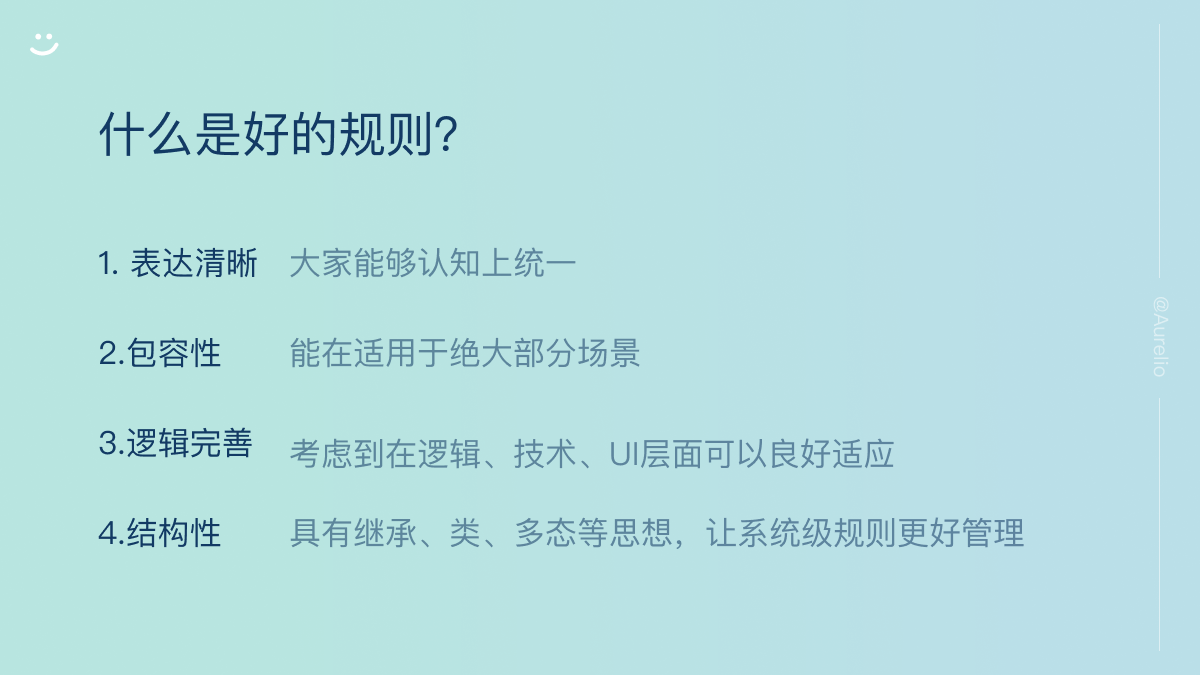 什么是好的规则?
1. 表达清晰 大家能够认知上统一
2.包容性 能在适用于绝大部分场景
3.逻辑完善 考虑到在逻辑、技术、UI层面可以良好适应
4.结构性 具有继承、类、多态等思想，让系统级规则更好管理
@Aurelio